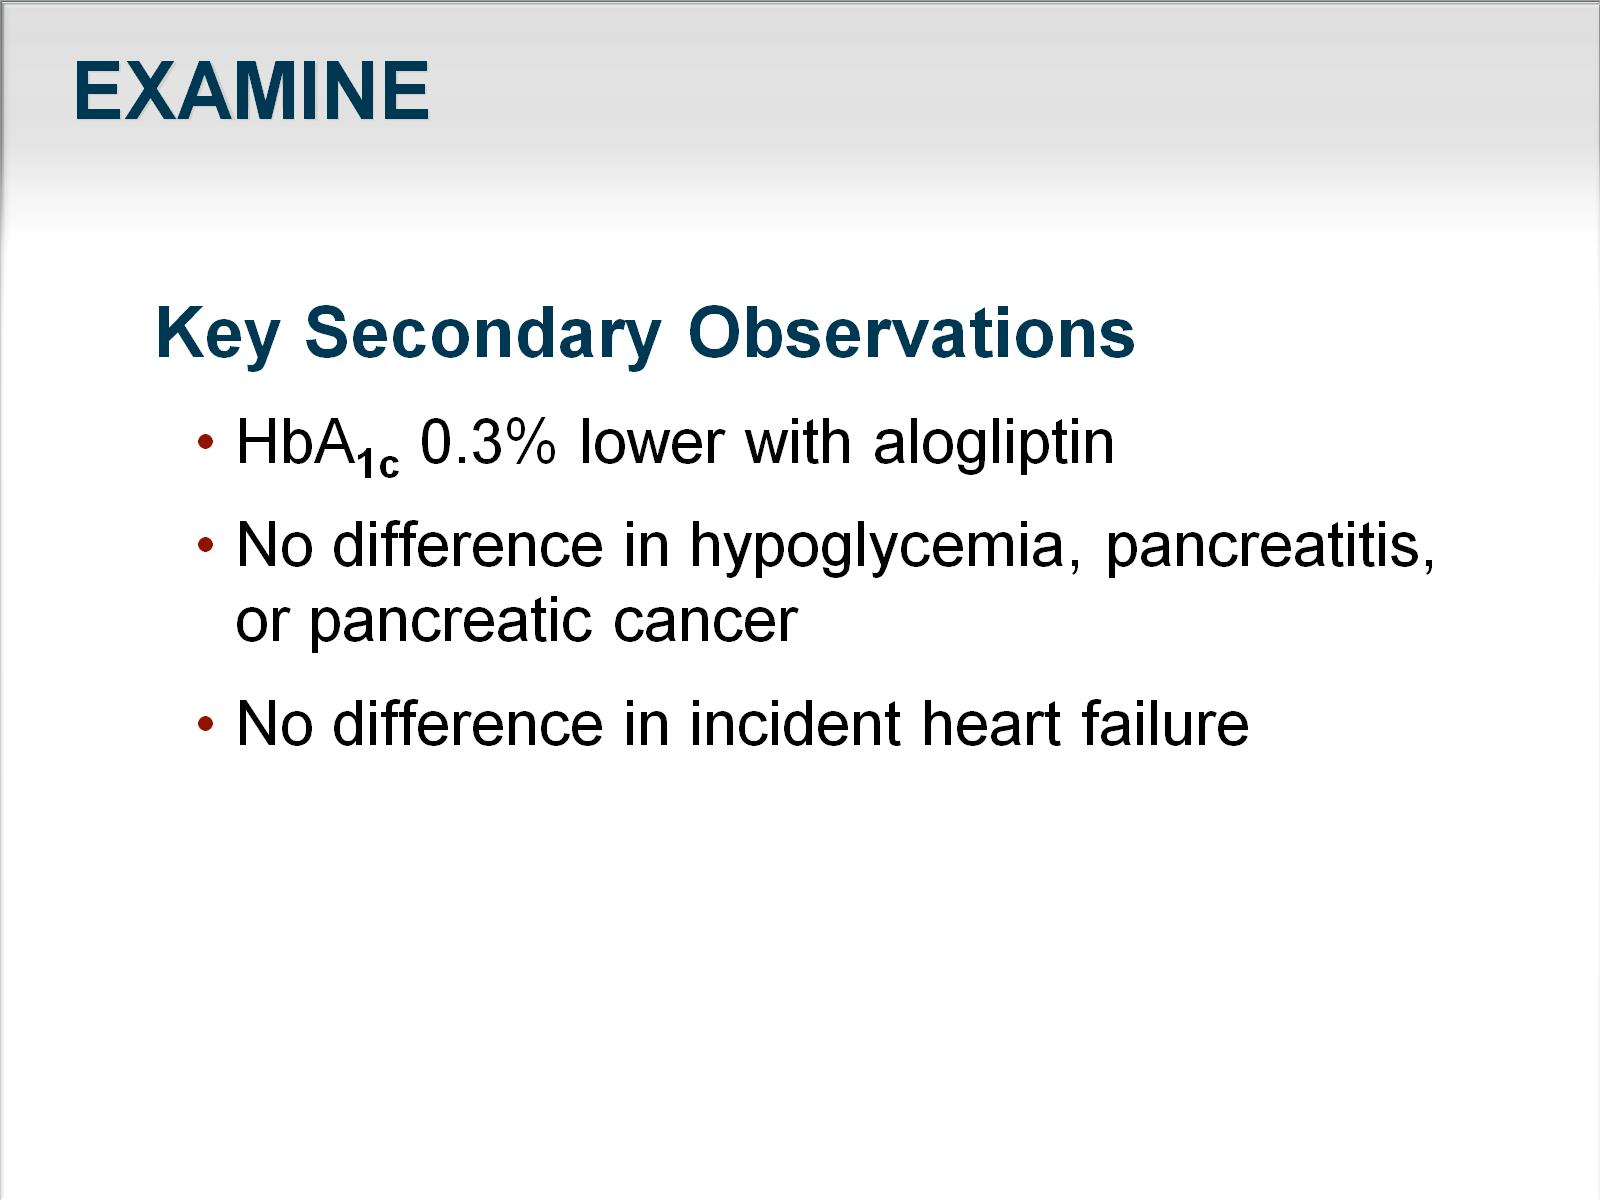 EXAMINE
Key Secondary Observations
• HbA1c 0.3% lower with alogliptin
• No difference in hypoglycemia, pancreatitis,
or pancreatic cancer
• No difference in incident heart failure